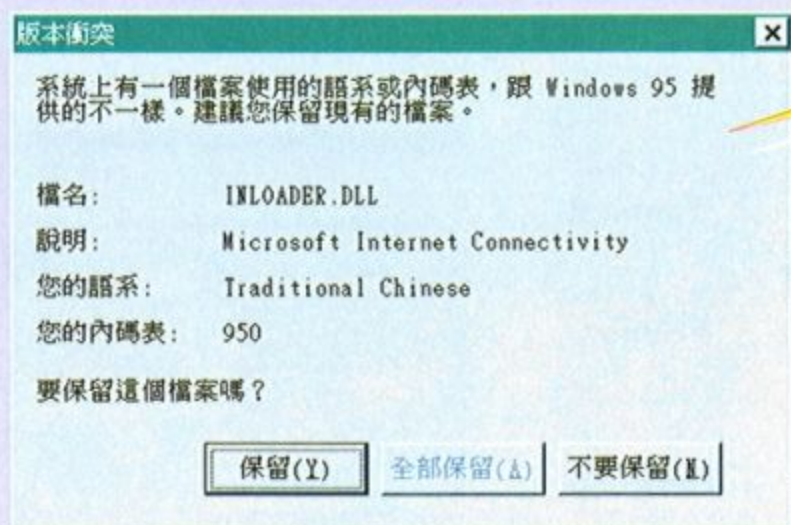 版本衝突
系統上有一個檔案使用的語系或內碼表，跟 Windows 95 提
供的不一樣。建議您保留現有的檔案。
檔名: INLOADER.DLL
說明: Microsoft Internet Connectivity
您的語系: Traditional Chinese
您的內碼表: 950
要保留這個檔案嗎？
保留(Y) 全部保留(A) 不要保留(N)